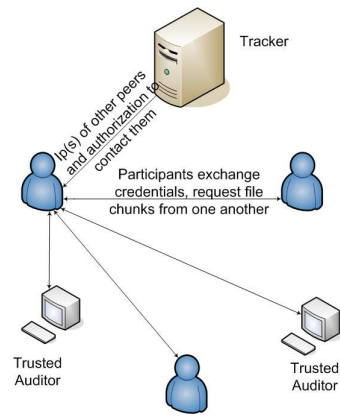 Tracker
Ip(s) of other peers
and authorization to
contact them
Participants exchange
credentials, request file
chunks from one another
Trusted
Auditor
Trusted
Auditor